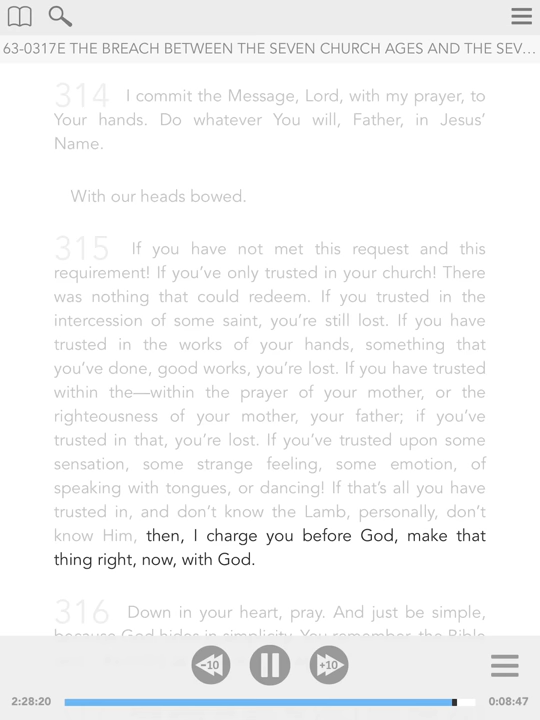 63-0317E THE BREACH BETWEEN THE SEVEN CHURCH AGES AND THE SEV…
314 I commit the Message, Lord, with my prayer, to
Your hands. Do whatever You will, Father, in Jesus’
Name.
With our heads bowed.
315 If you have not met this request and this
requirement! If you’ve only trusted in your church! There
was nothing that could redeem. If you trusted in the
intercession of some saint, you’re still lost. If you have
trusted in the works of your hands, something that
you’ve done, good works, you’re lost. If you have trusted
within the—within the prayer of your mother, or the
righteousness of your mother, your father; if you’ve
trusted in that, you’re lost. If you’ve trusted upon some
sensation, some strange feeling, some emotion, of
speaking with tongues, or dancing! If that’s all you have
trusted in, and don’t know the Lamb, personally, don’t
know Him, then, I charge you before God, make that
thing right, now, with God.
316 Down in your heart, pray. And just be simple,
because God hides in simplicity. You remember, the Bible
-10 +10
2:28:20 0:08:47